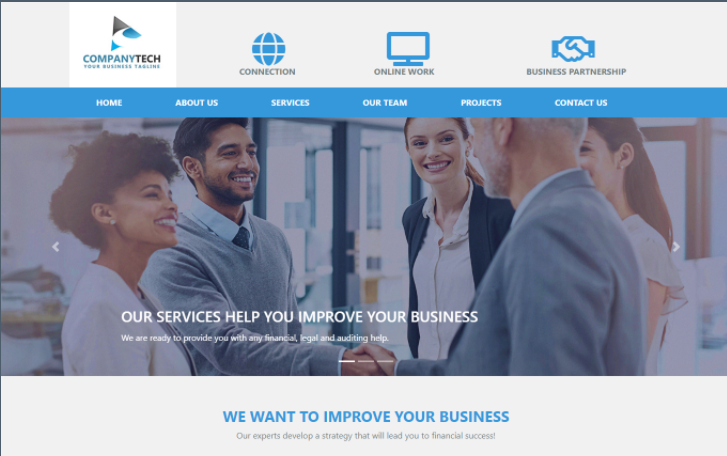 COMPANYTECH
YOUR BUSINESS TAGLINE
CONNECTION
ONLINE WORK
BUSINESS PARTNERSHIP
HOME
ABOUT US
SERVICES
OUR TEAM
PROJECTS
CONTACT US
OUR SERVICES HELP YOU IMPROVE YOUR BUSINESS
We are ready to provide you with any financial, legal and auditing help.
WE WANT TO IMPROVE YOUR BUSINESS
Our experts develop a strategy that will lead you to financial success!